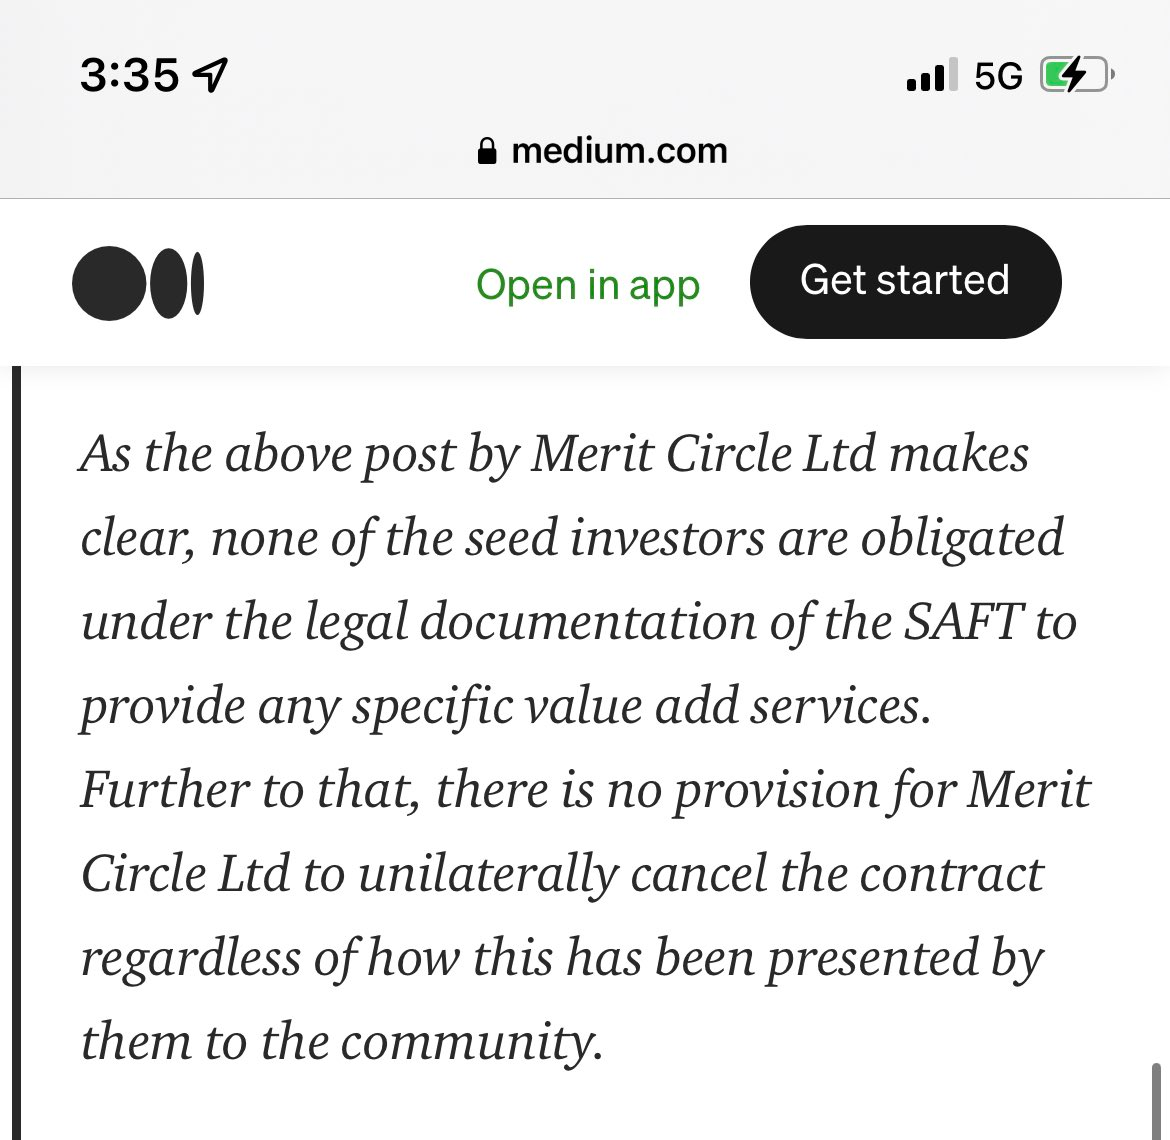 3:35
5G
medium.com
Open in app
Get started
As the above post by Merit Circle Ltd makes
clear, none of the seed investors are obligated
under the legal documentation of the SAFT to
provide any specific value add services.
Further to that, there is no provision for Merit
Circle Ltd to unilaterally cancel the contract
regardless of how this has been presented by
them to the community.